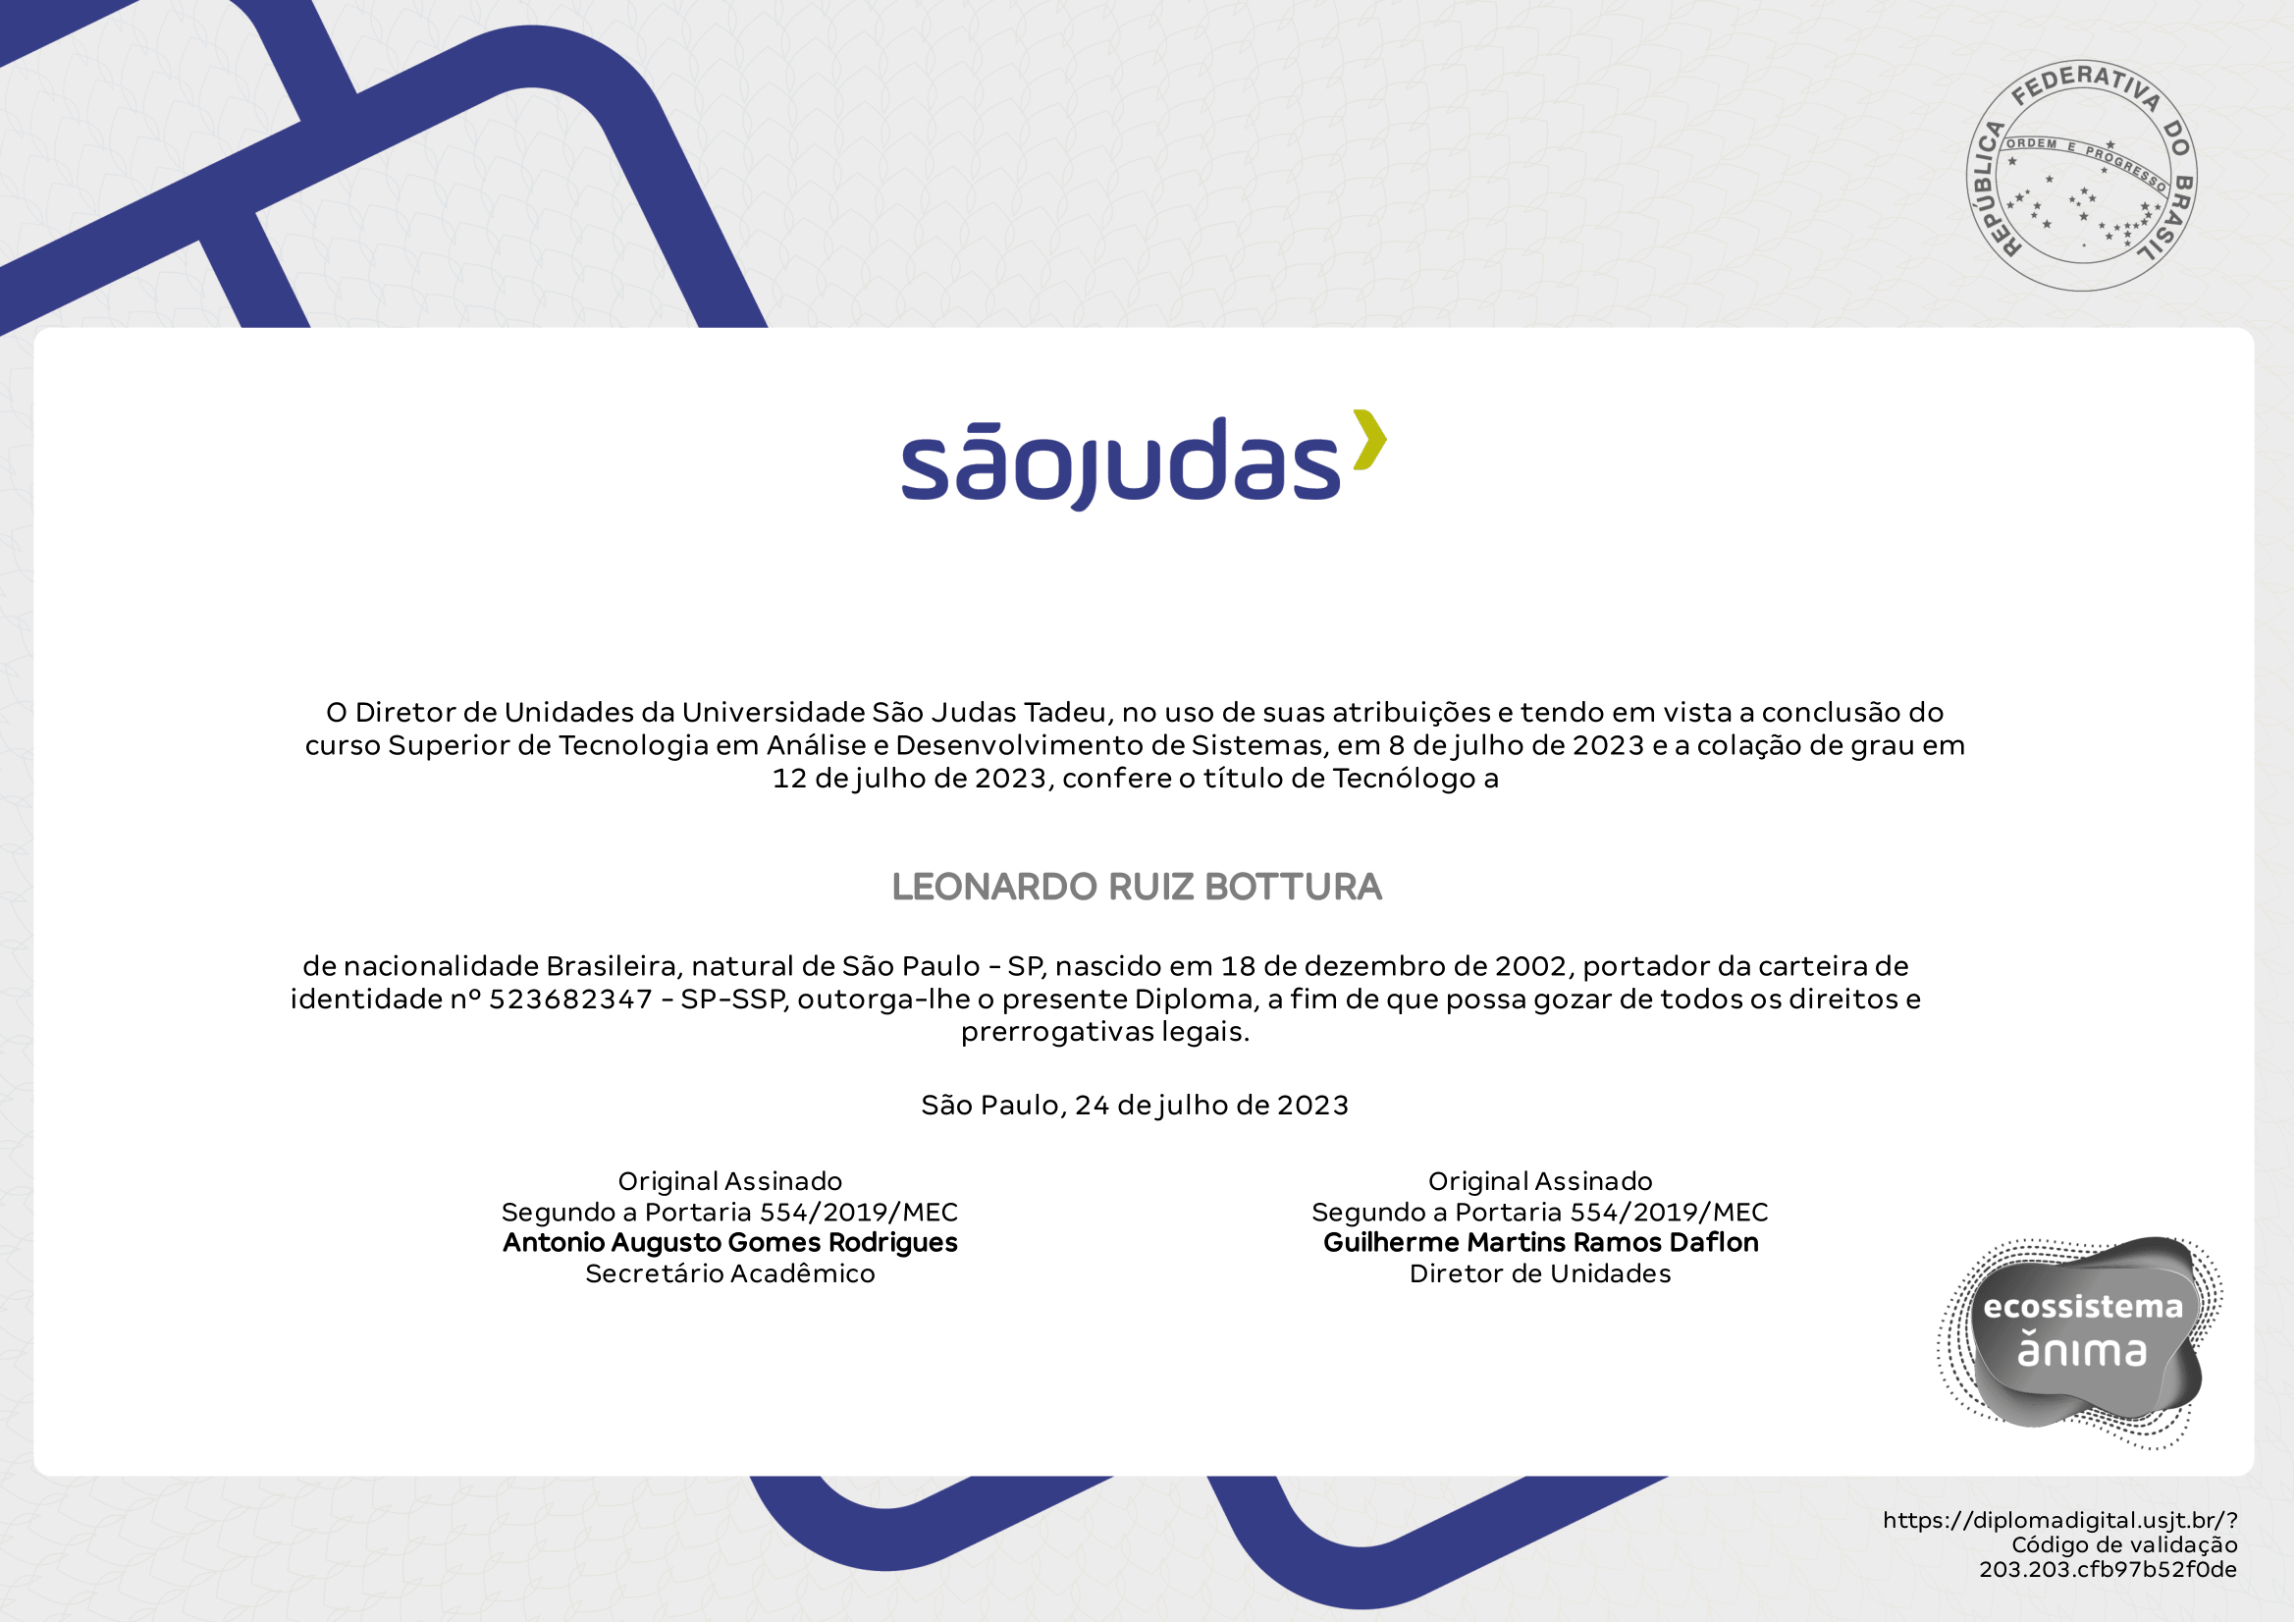 REPÚBLICA FEDERATIVA DO BRASIL
ORDEM E PROGRESSO
sãojudas
O Diretor de Unidades da Universidade São Judas Tadeu, no uso de suas atribuições e tendo em vista a conclusão do
curso Superior de Tecnologia em Análise e Desenvolvimento de Sistemas, em 8 de julho de 2023 e a colação de grau em
12 de julho de 2023, confere o título de Tecnólogo a
LEONARDO RUIZ BOTTURA
de nacionalidade Brasileira, natural de São Paulo - SP, nascido em 18 de dezembro de 2002, portador da carteira de
identidade nº 523682347 - SP-SSP, outorga-lhe o presente Diploma, a fim de que possa gozar de todos os direitos e
prerrogativas legais.
São Paulo, 24 de julho de 2023
Original Assinado
Segundo a Portaria 554/2019/MEC
Antonio Augusto Gomes Rodrigues
Secretário Acadêmico
Original Assinado
Segundo a Portaria 554/2019/MEC
Guilherme Martins Ramos Daflon
Diretor de Unidades
ecossistema
ănıma
https://diplomadigital.usjt.br/?
Código de validação
203.203.cfb97b52f0de